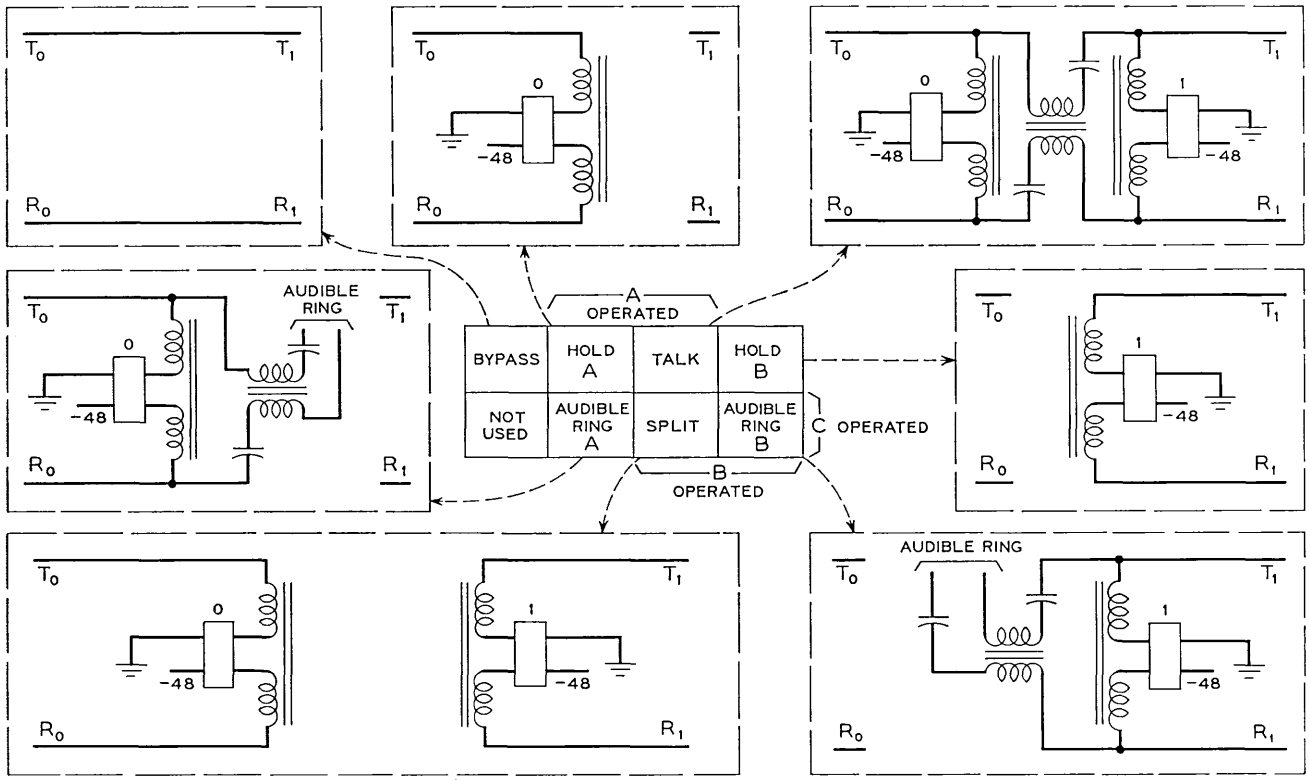 T₀ T₁
R₀ R₁
T₀ T₁
0
-48
R₀ R₁
T₀ T₁
0 1
-48 -48
R₀ R₁
T₀ AUDIBLE RING T₁
0
-48
R₀ R₁
A
OPERATED
BYPASS HOLD A TALK HOLD B
NOT USED AUDIBLE RING A SPLIT AUDIBLE RING B
C OPERATED
B
OPERATED
T₀ T₁
1
-48
R₀ R₁
T₀ T₁
0 1
-48 -48
R₀ R₁
AUDIBLE RING
T₀ T₁
1
-48
R₀ R₁